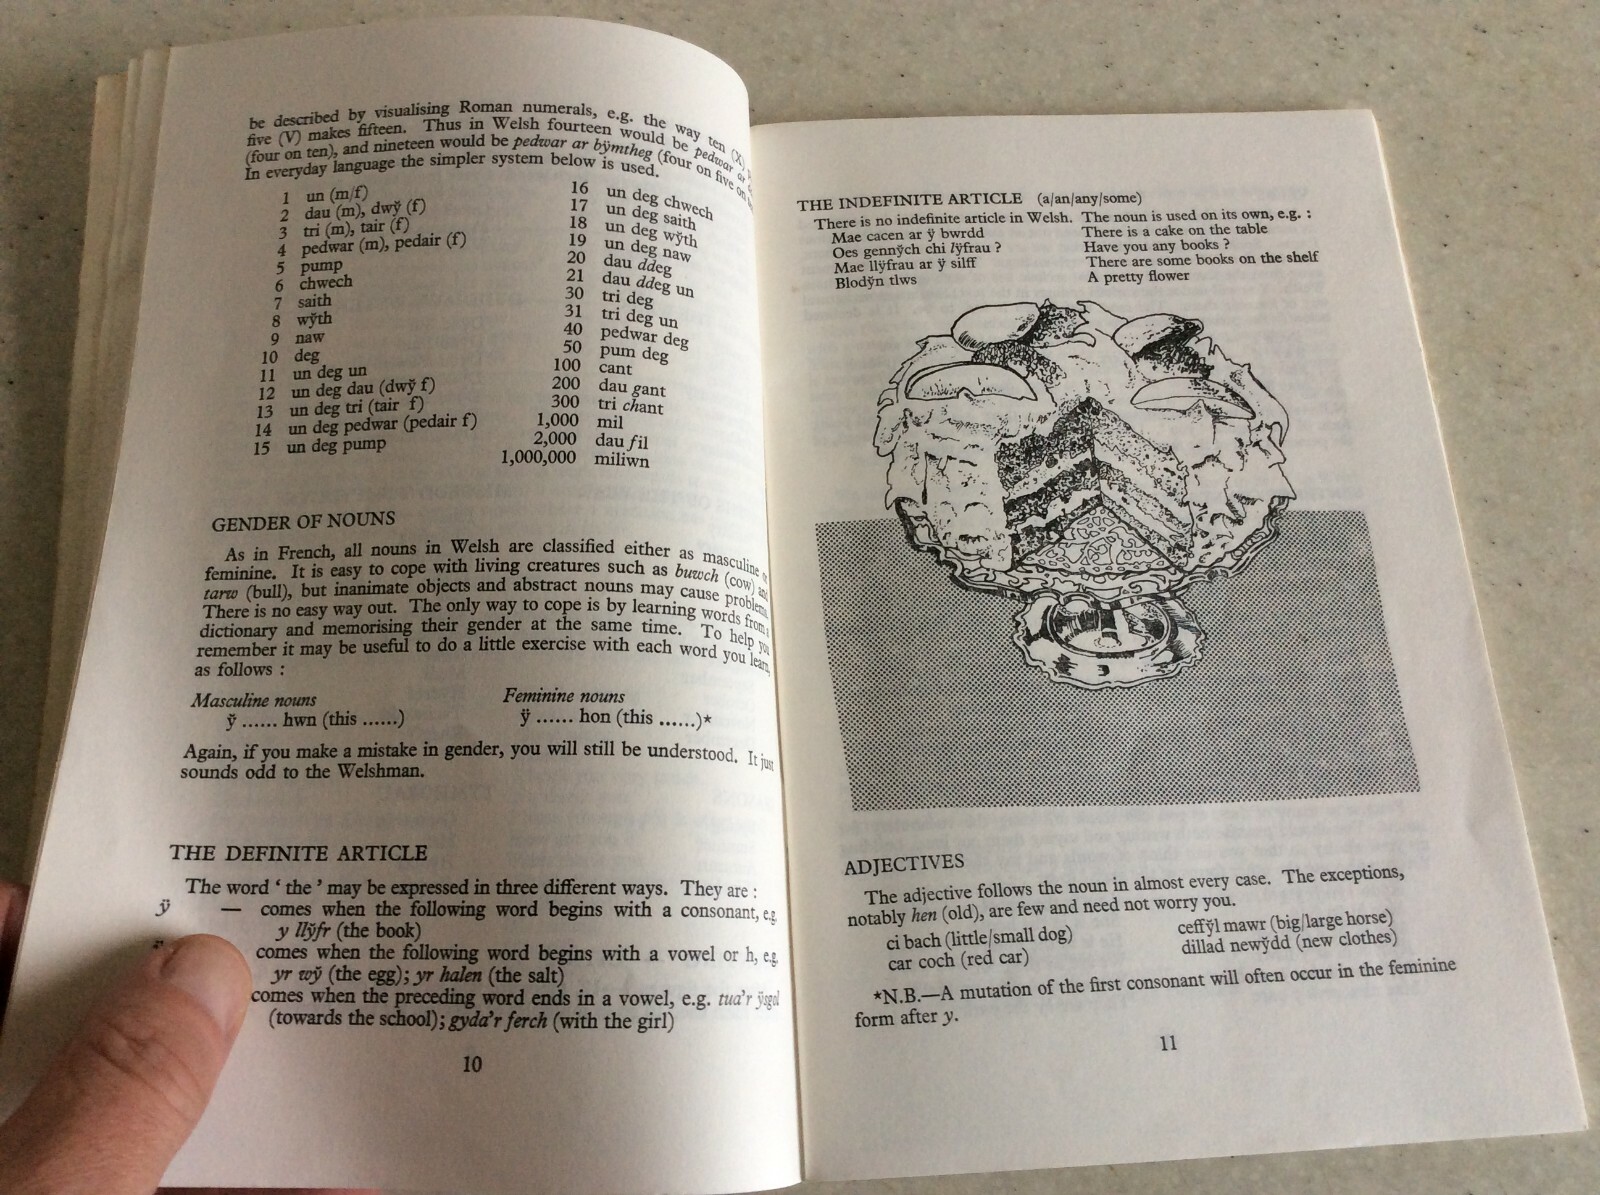 be described by visualising Roman numerals, e.g. the way ten (X)
five (V) makes fifteen. Thus in Welsh fourteen would be pedwar ar
(four on ten), and nineteen would be pedwar ar bÿmtheg (four on five on
In everyday language the simpler system below is used.
1 un (m/f)
2 dau (m), dwÿ (f)
3 tri (m), tair (f)
4 pedwar (m), pedair (f)
5 pump
6 chwech
7 saith
8 wÿth
9 naw
10 deg
11 un deg un
12 un deg dau (dwÿ f)
13 un deg tri (tair f)
14 un deg pedwar (pedair f)
15 un deg pump
16 un deg chwech
17 un deg saith
18 un deg wÿth
19 un deg naw
20 dau ddeg
21 dau ddeg un
30 tri deg
31 tri deg un
40 pedwar deg
50 pum deg
100 cant
200 dau gant
300 tri chant
1,000 mil
2,000 dau fil
1,000,000 miliwn
GENDER OF NOUNS
As in French, all nouns in Welsh are classified either as masculine or
feminine. It is easy to cope with living creatures such as buwch (cow) and
tarw (bull), but inanimate objects and abstract nouns may cause problems.
There is no easy way out. The only way to cope is by learning words from a
dictionary and memorising their gender at the same time. To help you
remember it may be useful to do a little exercise with each word you learn,
as follows :
Masculine nouns Feminine nouns
ÿ ...... hwn (this ......) ÿ ...... hon (this ......)*
Again, if you make a mistake in gender, you will still be understood. It just
sounds odd to the Welshman.
THE DEFINITE ARTICLE
The word ‘ the ’ may be expressed in three different ways. They are :
ÿ — comes when the following word begins with a consonant, e.g.
y llÿfr (the book)
comes when the following word begins with a vowel or h, e.g.
yr wÿ (the egg); yr halen (the salt)
comes when the preceding word ends in a vowel, e.g. tua'r ÿsgol
(towards the school); gyda'r ferch (with the girl)
10
THE INDEFINITE ARTICLE (a/an/any/some)
There is no indefinite article in Welsh. The noun is used on its own, e.g. :
Mae cacen ar ÿ bwrdd There is a cake on the table
Oes gennÿch chi lÿfrau ? Have you any books ?
Mae llÿfrau ar ÿ silff There are some books on the shelf
Blodÿn tlws A pretty flower
ADJECTIVES
The adjective follows the noun in almost every case. The exceptions,
notably hen (old), are few and need not worry you.
ci bach (little/small dog) ceffÿl mawr (big/large horse)
car coch (red car) dillad newÿdd (new clothes)
*N.B.—A mutation of the first consonant will often occur in the feminine
form after y.
11